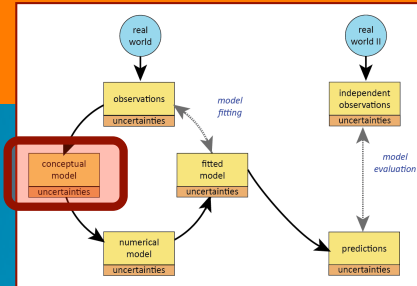 real
world
real
world II
observations
uncertainties
model
fitting
independent
observations
uncertainties
conceptual
model
uncertainties
fitted
model
uncertainties
model
evaluation
numerical
model
uncertainties
predictions
uncertainties